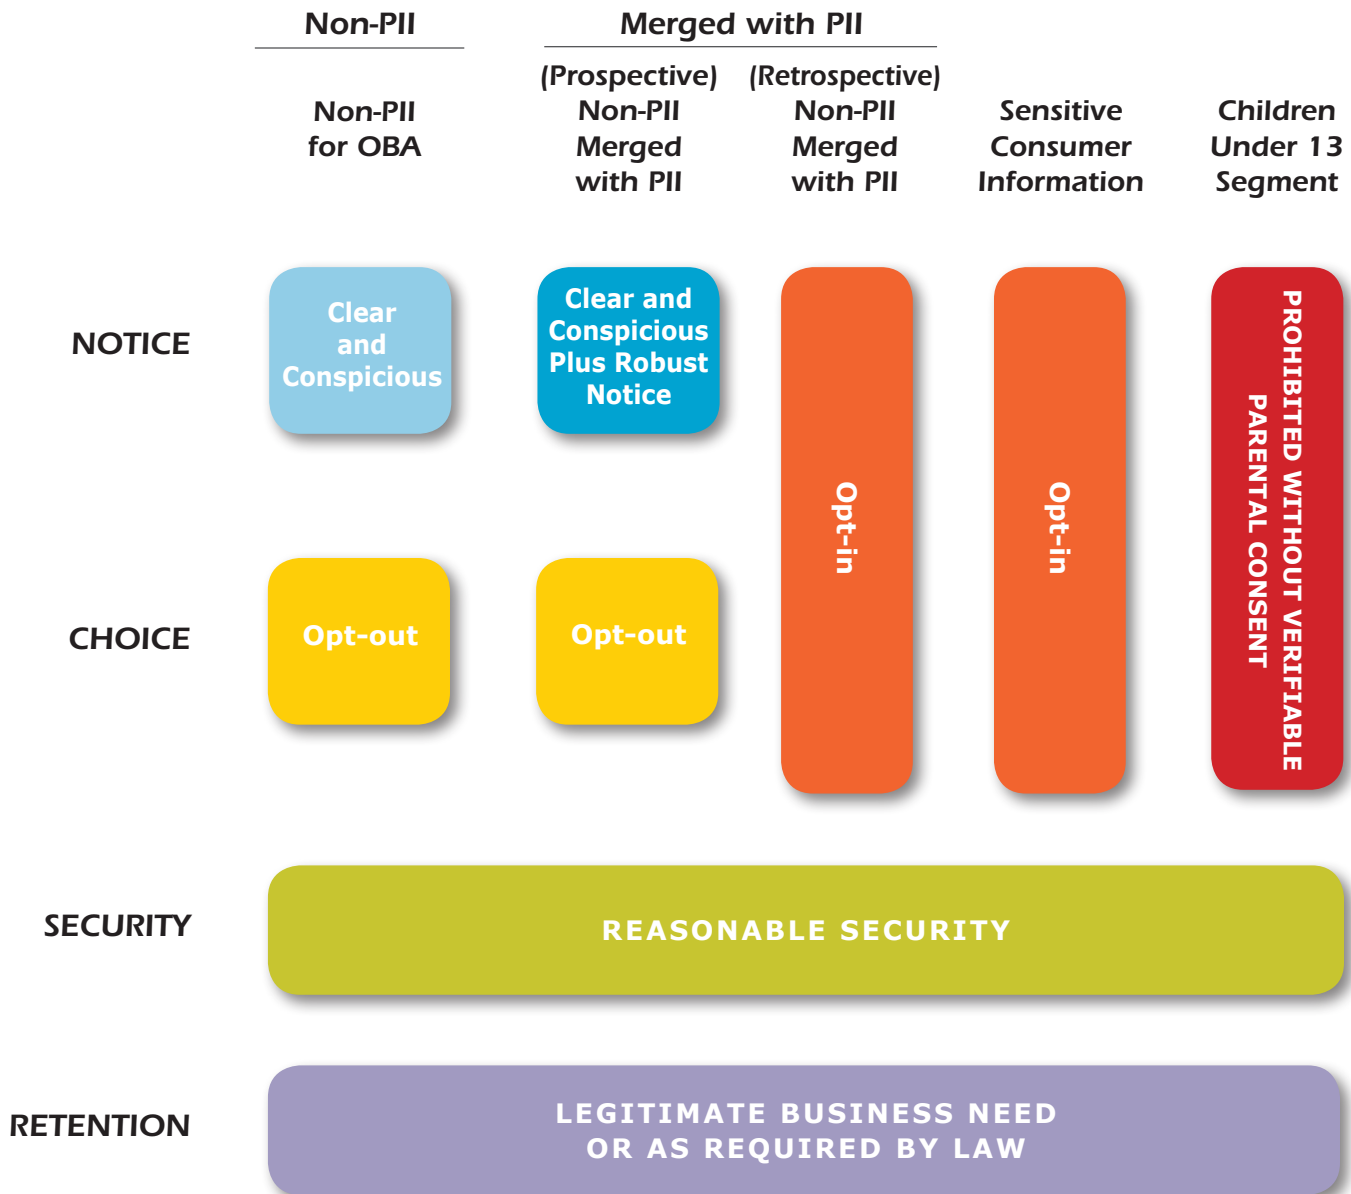 Non-PII
Merged with PII
Non-PII
for OBA
(Prospective)
Non-PII
Merged
with PII
(Retrospective)
Non-PII
Merged
with PII
Sensitive
Consumer
Information
Children
Under 13
Segment
NOTICE
Clear
and
Conspicious
Clear and
Conspicious
Plus Robust
Notice
Opt-in
Opt-in
PROHIBITED WITHOUT VERIFIABLE
PARENTAL CONSENT
CHOICE
Opt-out
Opt-out
SECURITY
REASONABLE SECURITY
RETENTION
LEGITIMATE BUSINESS NEED
OR AS REQUIRED BY LAW